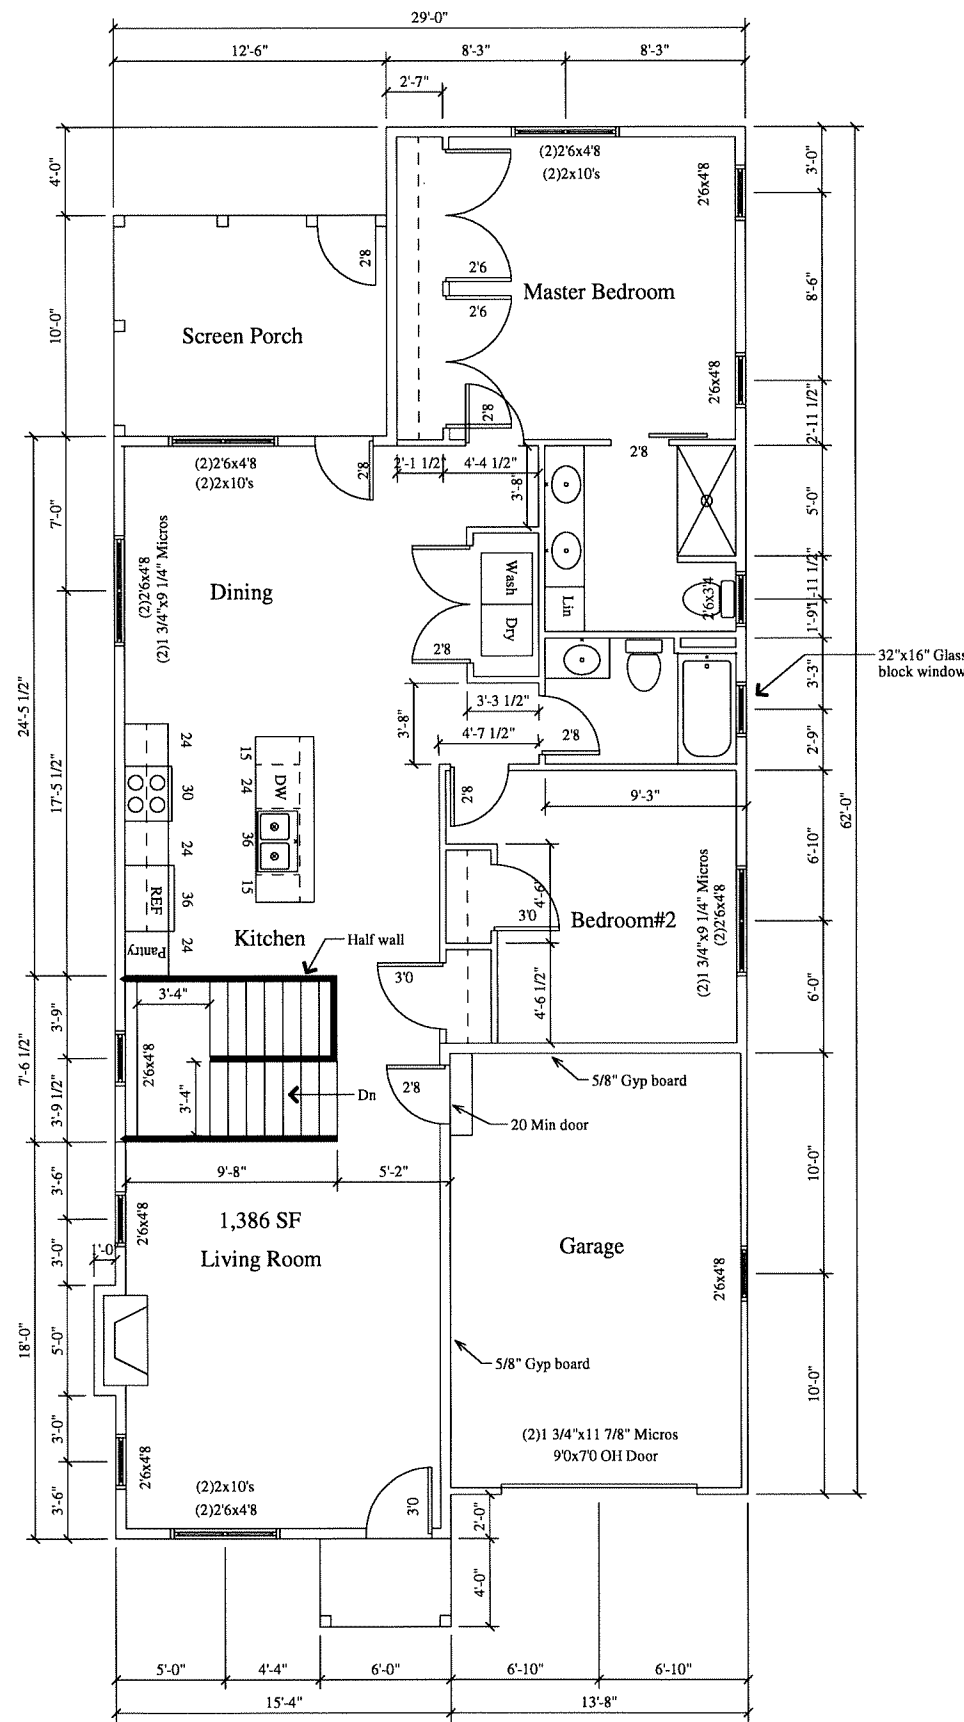 29'-0"
12'-6"
8'-3"
8'-3"
2'-7"
4'-0"
(2)2'6x4'8
(2)2x10's
2'6x4'8
3'-0"
2'8
2'6
Master Bedroom
8'-6"
2'6
10'-0"
Screen Porch
2'6x4'8
2'8
2'-11 1/2"
(2)2'6x4'8
(2)2x10's
2'8
2'-1 1/2"
4'-4 1/2"
2'8
3'-8"
7'-0"
5'-0"
(2)2'6x4'8
(2)1 3/4"x9 1/4" Micros
Dining
Wash
Dry
Lin
2'6x3'4
1'-11 1/2"
1'-9"
2'8
32"x16" Glass
block window
3'-3"
24'-5 1/2"
3'-3 1/2"
3'-8"
4'-7 1/2"
2'8
2'-9"
17'-5 1/2"
24
15
30
24
DW
2'8
9'-3"
62'-0"
24
36
6'-10"
36
REF
15
4'-6"
3'0
Bedroom#2
(2)1 3/4"x9 1/4" Micros
(2)2'6x4'8
24
Pantry
Kitchen
Half wall
3'0
4'-6 1/2"
6'-0"
3'-4"
3'-9"
7'-6 1/2"
2'6x4'8
3'-9 1/2"
3'-4"
Dn
2'8
5/8" Gyp board
20 Min door
9'-8"
5'-2"
10'-0"
3'-6"
2'6x4'8
1,386 SF
Living Room
Garage
1'-0
3'-0"
2'6x4'8
18'-0"
5'-0"
5/8" Gyp board
10'-0"
3'-0"
(2)1 3/4"x11 7/8" Micros
9'0x7'0 OH Door
2'6x4'8
3'-6"
(2)2x10's
(2)2'6x4'8
3'0
2'-0"
4'-0"
5'-0"
4'-4"
6'-0"
6'-10"
6'-10"
15'-4"
13'-8"